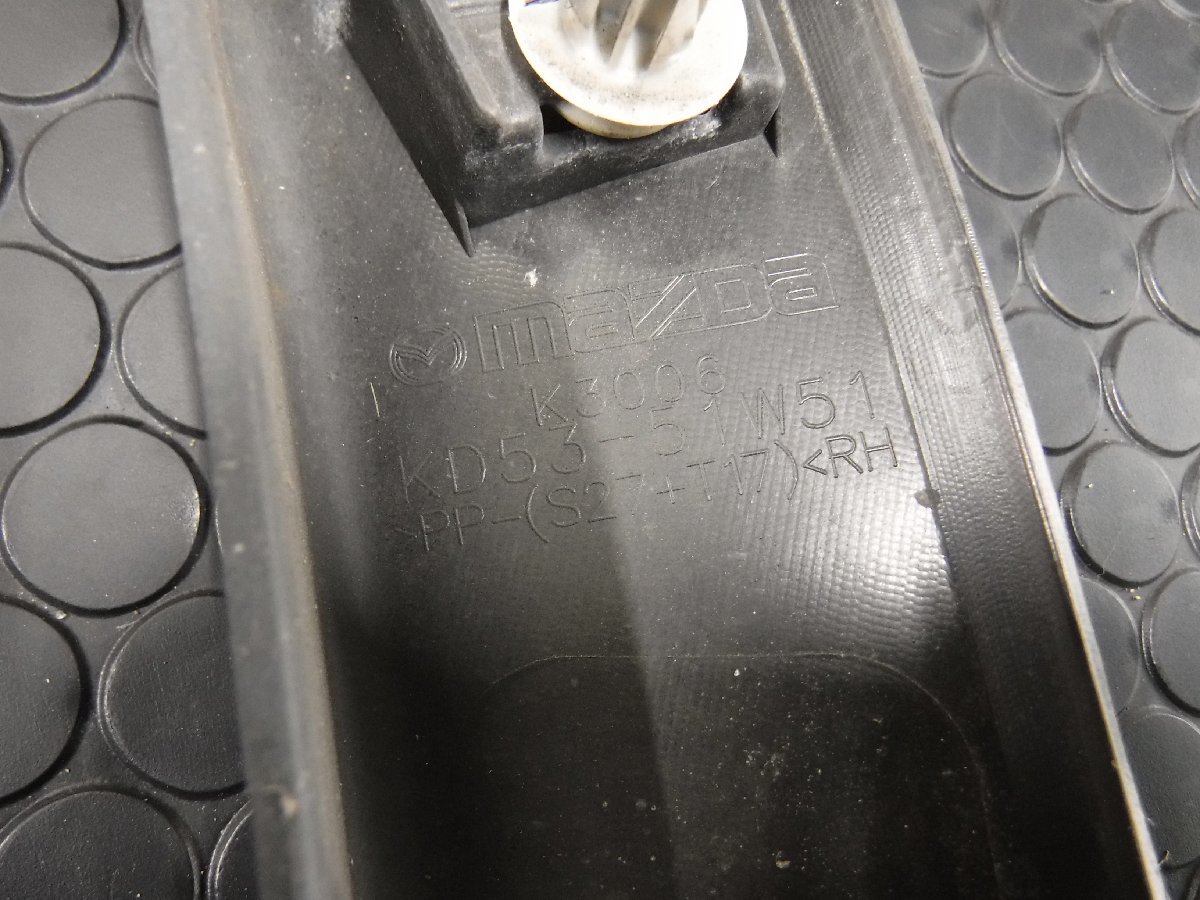 mazda
K3006
KD53-51W51
>PP-(S27+T17)<RH